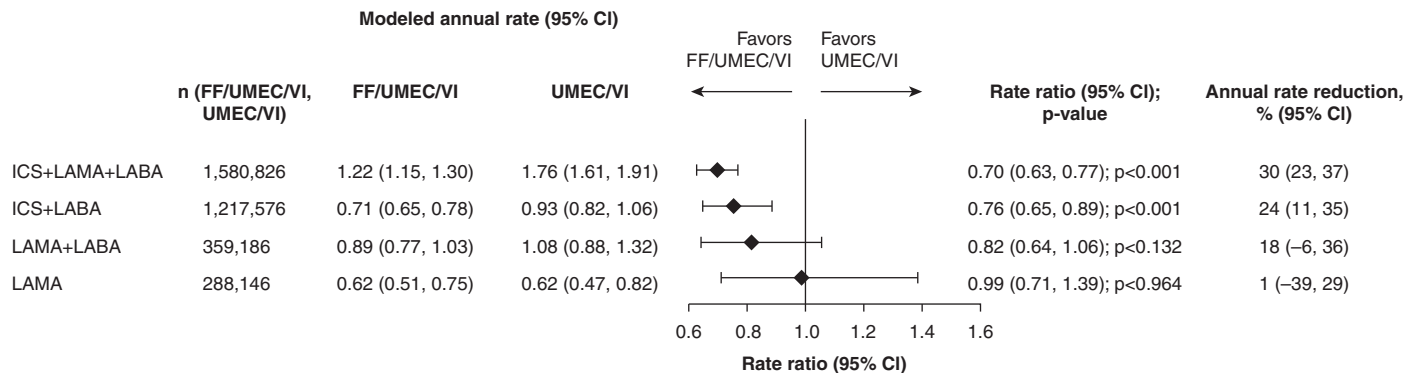 Modeled annual rate (95% CI)
Favors FF/UMEC/VI
Favors UMEC/VI
n (FF/UMEC/VI, UMEC/VI)
FF/UMEC/VI
UMEC/VI
Rate ratio (95% CI); p-value
Annual rate reduction, % (95% CI)
ICS+LAMA+LABA 1,580,826 1.22 (1.15, 1.30) 1.76 (1.61, 1.91) 0.70 (0.63, 0.77); p<0.001 30 (23, 37)
ICS+LABA 1,217,576 0.71 (0.65, 0.78) 0.93 (0.82, 1.06) 0.76 (0.65, 0.89); p<0.001 24 (11, 35)
LAMA+LABA 359,186 0.89 (0.77, 1.03) 1.08 (0.88, 1.32) 0.82 (0.64, 1.06); p<0.132 18 (–6, 36)
LAMA 288,146 0.62 (0.51, 0.75) 0.62 (0.47, 0.82) 0.99 (0.71, 1.39); p<0.964 1 (–39, 29)
0.6 0.8 1.0 1.2 1.4 1.6
Rate ratio (95% CI)